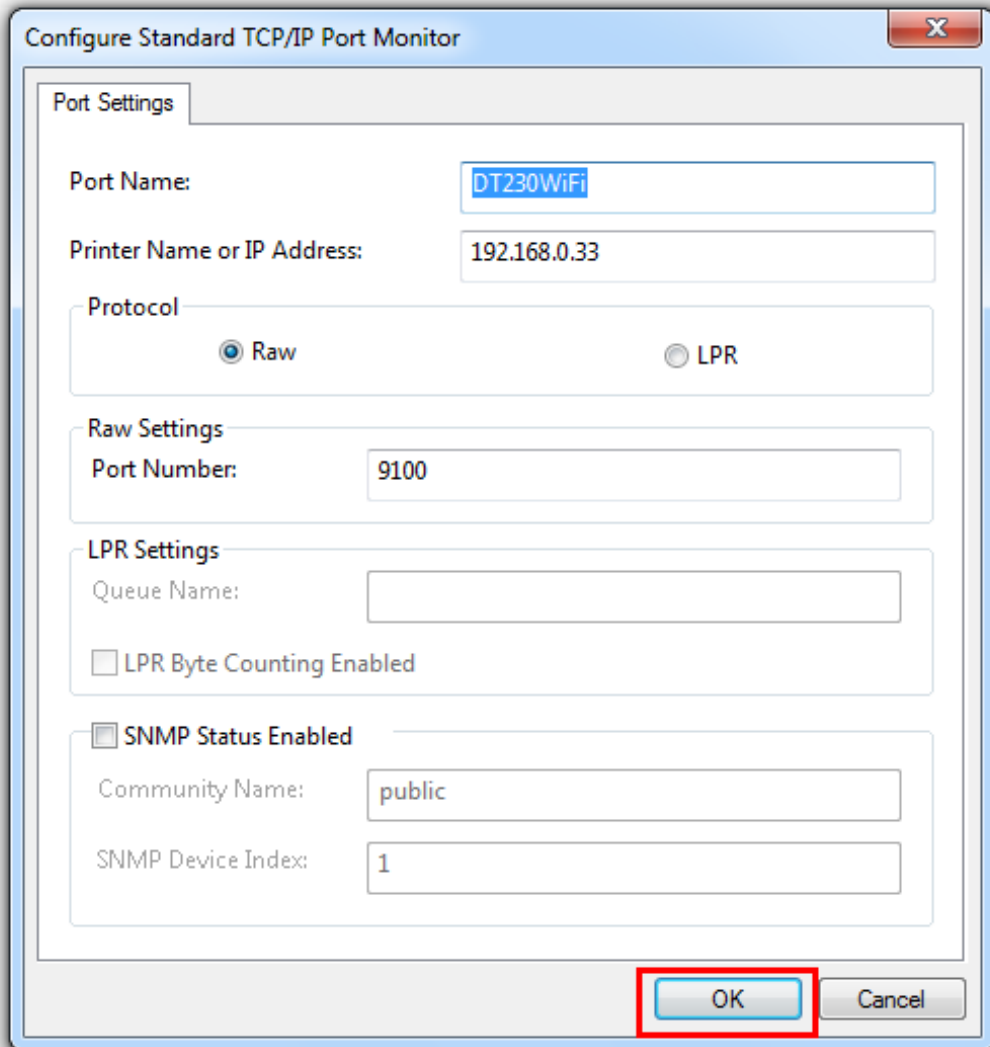 Configure Standard TCP/IP Port Monitor
Port Settings
Port Name: DT230WiFi
Printer Name or IP Address: 192.168.0.33
Protocol
Raw LPR
Raw Settings
Port Number: 9100
LPR Settings
Queue Name:
LPR Byte Counting Enabled
SNMP Status Enabled
Community Name: public
SNMP Device Index: 1
OK Cancel